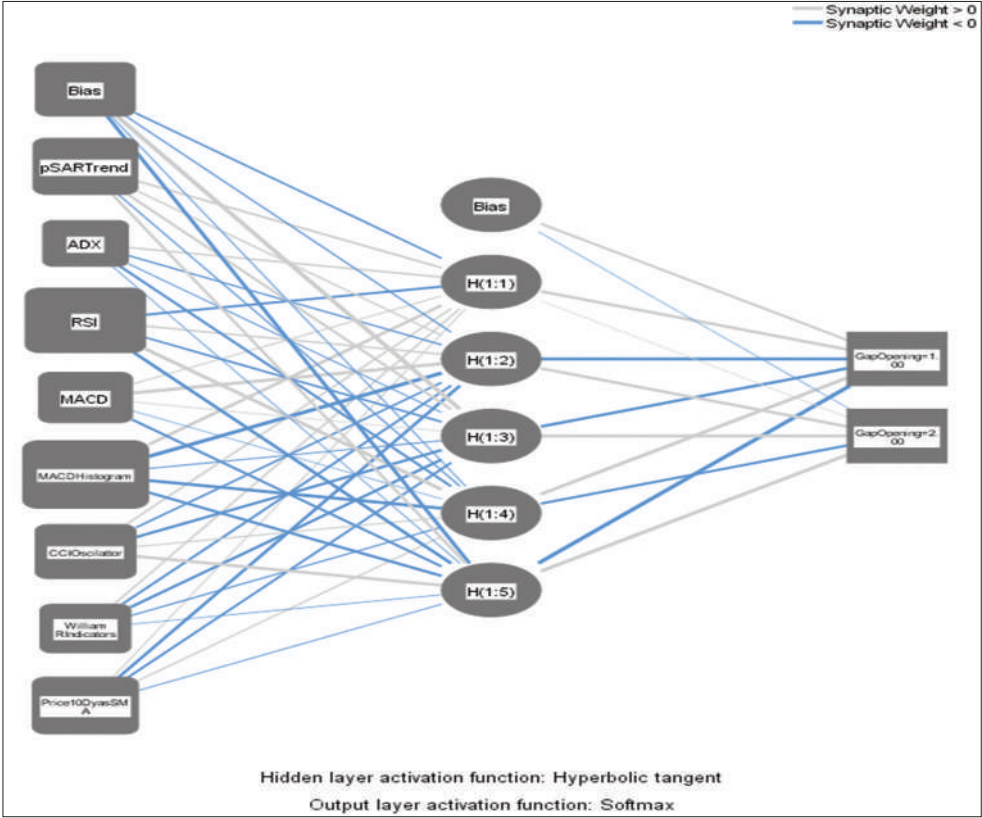 Synaptic Weight > 0
Synaptic Weight < 0
Bias
pSARTrend
ADX
RSI
MACD
MACDHistogram
CCIOscilator
William
RIndicators
Price10DyasSM
A
Bias
H(1:1)
H(1:2)
H(1:3)
H(1:4)
H(1:5)
GapOpening=1.
00
GapOpening=2.
00
Hidden layer activation function: Hyperbolic tangent
Output layer activation function: Softmax